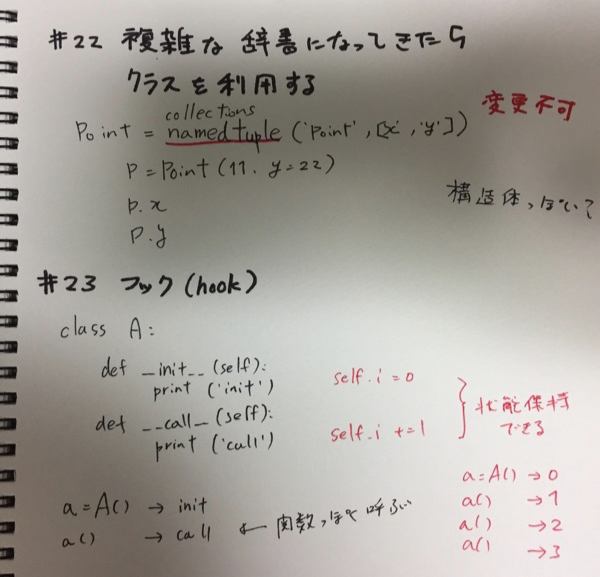 #22 複雑な 辞書になってきたら
クラスを利用する
collections
変更不可
Point = namedtuple ('Point', ['x', 'y'])
P = Point (11, y=22)
構造体っぽい?
p.x
p.y
#23 フック (hook)
class A:
def __init__ (self):
self.i = 0
print ('init')
def __call__ (self):
self.i += 1
print ('call')
状態保持
できる
a = A() → init
a() → call ← 関数っぽく呼ぶ
a = A() → 0
a() → 1
a() → 2
a() → 3